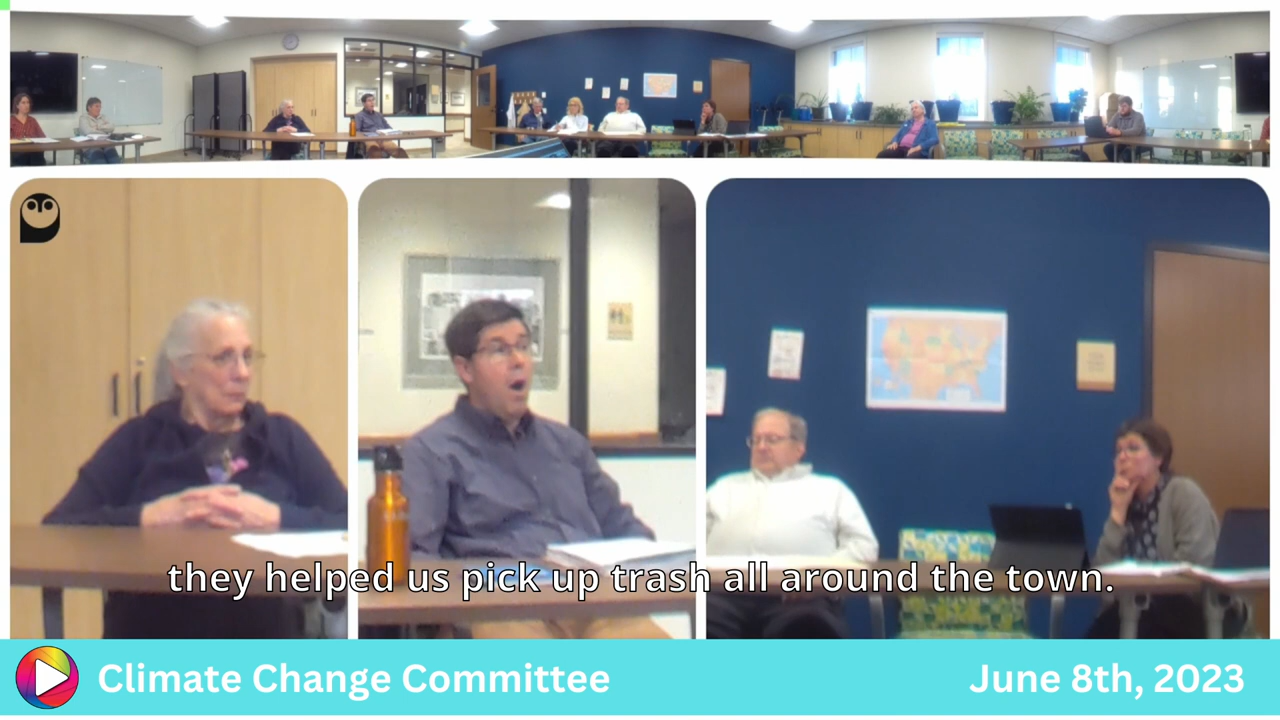 they helped us pick up trash all around the town.
Climate Change Committee
June 8th, 2023